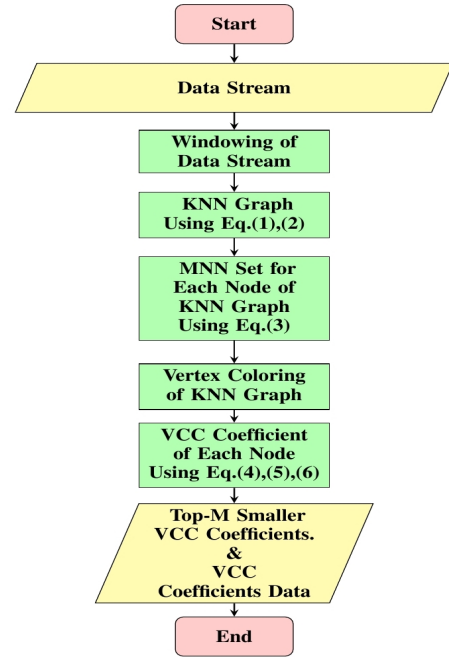 Start
Data Stream
Windowing of
Data Stream
KNN Graph
Using Eq.(1),(2)
MNN Set for
Each Node of
KNN Graph
Using Eq.(3)
Vertex Coloring
of KNN Graph
VCC Coefficient
of Each Node
Using Eq.(4),(5),(6)
Top-M Smaller
VCC Coefficients.
&
VCC
Coefficients Data
End